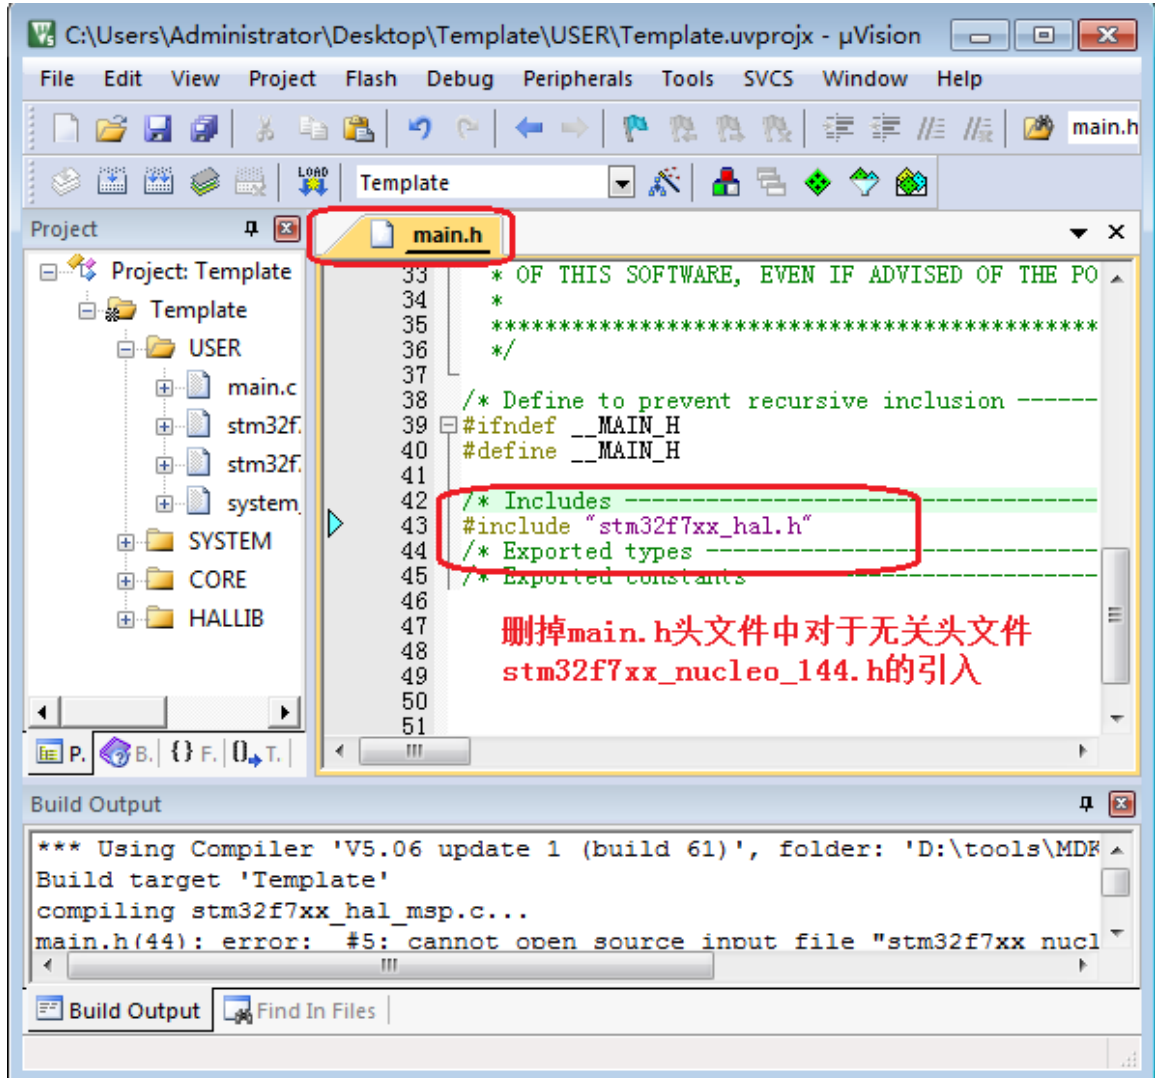 C:\Users\Administrator\Desktop\Template\USER\Template.uvprojx - µVision
File Edit View Project Flash Debug Peripherals Tools SVCS Window Help
main.h
LOAD
Template
Project
main.h
Project: Template
Template
USER
main.c
stm32f.
stm32f.
system_
SYSTEM
CORE
HALLIB
33 * OF THIS SOFTWARE, EVEN IF ADVISED OF THE PO
34 *
35 ***********************************************
36 */
37
38 /* Define to prevent recursive inclusion ------
39 #ifndef __MAIN_H
40 #define __MAIN_H
41
42 /* Includes -----------------------------------
43 #include "stm32f7xx_hal.h"
44 /* Exported types -----------------------------
45 /* Exported constants -------------------------
46
47
48
49
50
51
删掉main.h头文件中对于无关头文件
stm32f7xx_nucleo_144.h的引入
P. B. {} F. 0 T.
Build Output
*** Using Compiler 'V5.06 update 1 (build 61)', folder: 'D:\tools\MDK
Build target 'Template'
compiling stm32f7xx_hal_msp.c...
main.h(44): error: #5: cannot open source input file "stm32f7xx_nucl
Build Output Find In Files